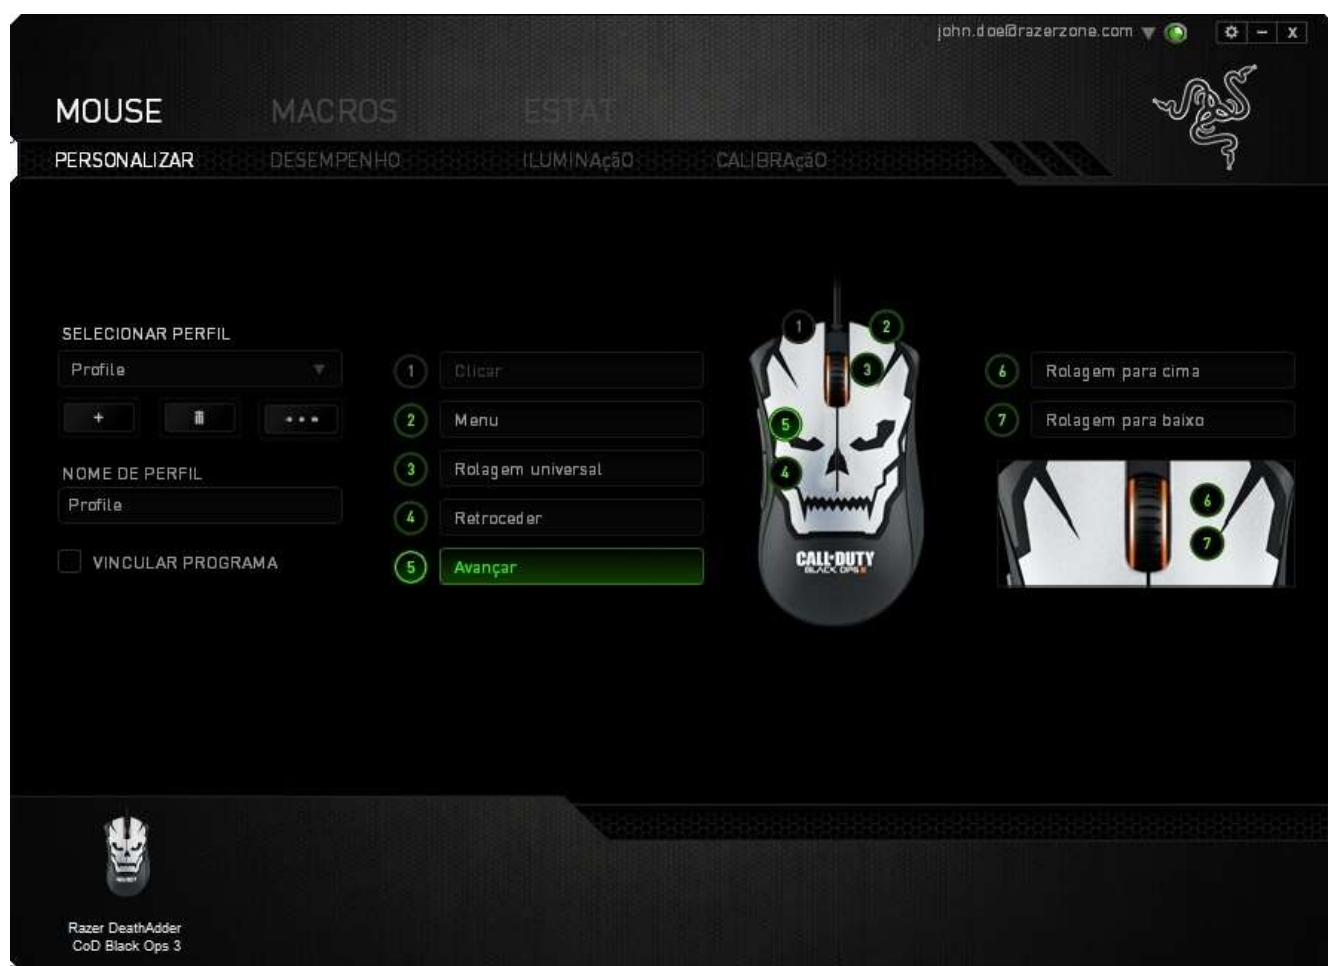 john.doe@razerzone.com
MOUSE MACROS ESTAT
PERSONALIZAR DESEMPENHO ILUMINAçãO CALIBRAçãO
SELECIONAR PERFIL
Profile
NOME DE PERFIL
Profile
VINCULAR PROGRAMA
1 Clicar
2 Menu
3 Rolagem universal
4 Retroceder
5 Avançar
1 2
3
5
4
CALL OF DUTY
BLACK OPS III
6 Rolagem para cima
7 Rolagem para baixo
6
7
Razer DeathAdder
CoD Black Ops 3